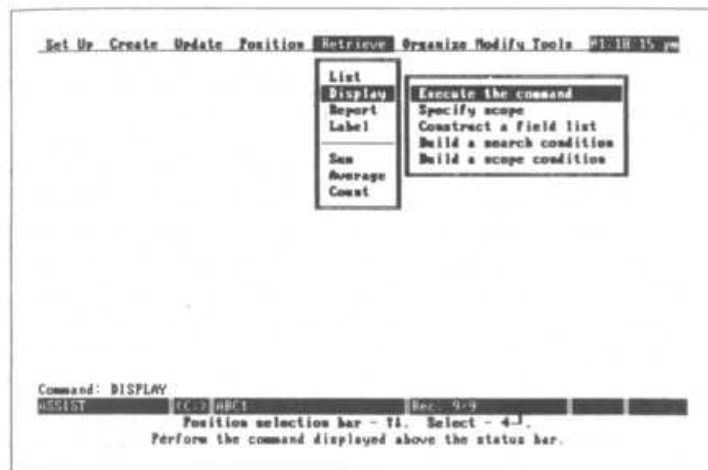 Set Up Create Update Position Retrieve Organize Modify Tools 01:18:15 pm
List
Display
Report
Label
Sum
Average
Count
Execute the command
Specify scope
Construct a field list
Build a search condition
Build a scope condition
Command: DISPLAY
ASSIST <C:> ABC1 Rec: 9/9
Position selection bar - ↑↓. Select - ◄┘.
Perform the command displayed above the status bar.